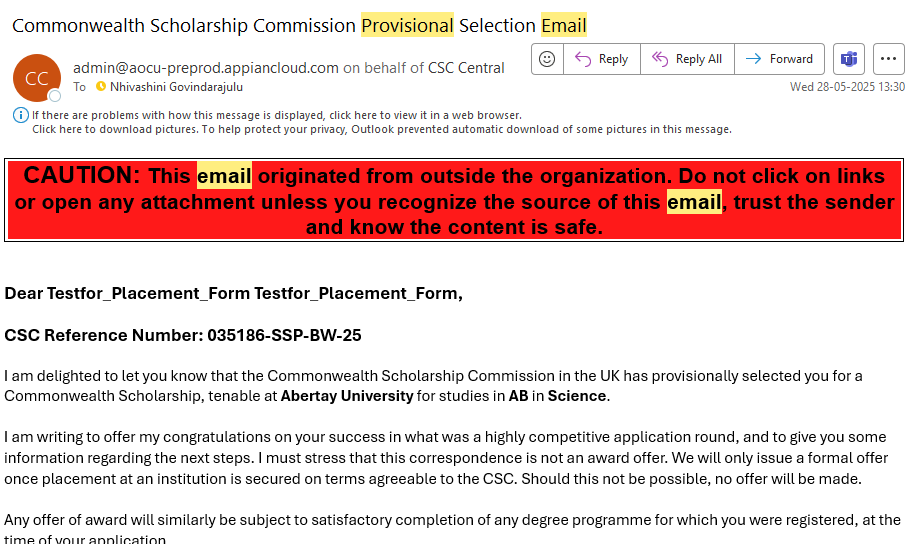 Commonwealth Scholarship Commission Provisional Selection Email
CC
admin@aocu-preprod.appiancloud.com on behalf of CSC Central
Reply
Reply All
Forward
To Nhivashini Govindarajulu
Wed 28-05-2025 13:30
If there are problems with how this message is displayed, click here to view it in a web browser.
Click here to download pictures. To help protect your privacy, Outlook prevented automatic download of some pictures in this message.
CAUTION: This email originated from outside the organization. Do not click on links
or open any attachment unless you recognize the source of this email, trust the sender
and know the content is safe.
Dear Testfor_Placement_Form Testfor_Placement_Form,
CSC Reference Number: 035186-SSP-BW-25
I am delighted to let you know that the Commonwealth Scholarship Commission in the UK has provisionally selected you for a
Commonwealth Scholarship, tenable at Abertay University for studies in AB in Science.
I am writing to offer my congratulations on your success in what was a highly competitive application round, and to give you some
information regarding the next steps. I must stress that this correspondence is not an award offer. We will only issue a formal offer
once placement at an institution is secured on terms agreeable to the CSC. Should this not be possible, no offer will be made.
Any offer of award will similarly be subject to satisfactory completion of any degree programme for which you were registered, at the
time of your application.